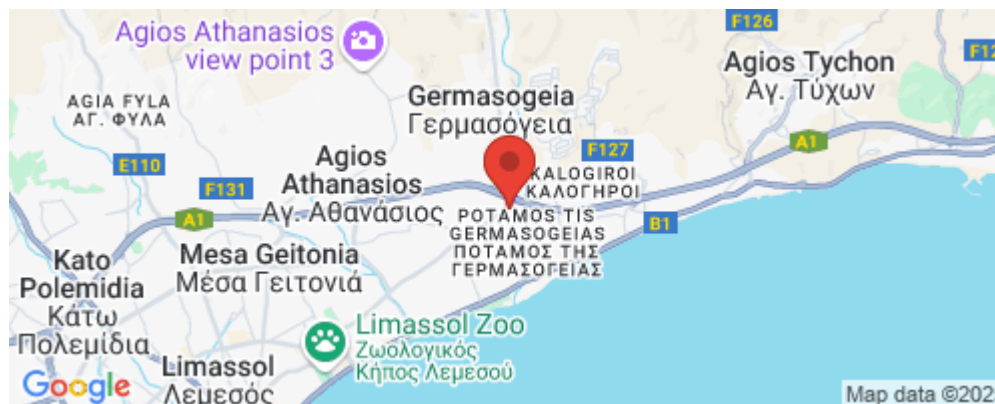 Agios Athanasios
view point 3
F126
F12
Agios Tychon
Αγ. Τύχων
AGIA FYLA
ΑΓ. ΦΥΛΑ
Germasogeia
Γερμασόγεια
A1
E110
Agios
Athanasios
Αγ. Αθανάσιος
F127
KALOGIROI
ΚΑΛΟΓΗΡΟΙ
F131
A1
POTAMOS TIS
GERMASOGEIAS
ΠΟΤΑΜΟΣ ΤΗΣ
ΓΕΡΜΑΣΟΓΕΙΑΣ
B1
Mesa Geitonia
Μέσα Γειτονιά
Kato
Polemidia
Κάτω
Πολεμίδια
Limassol Zoo
Ζωολογικός
Κήπος Λεμεσού
Limassol
Λεμεσός
Google
Map data ©202